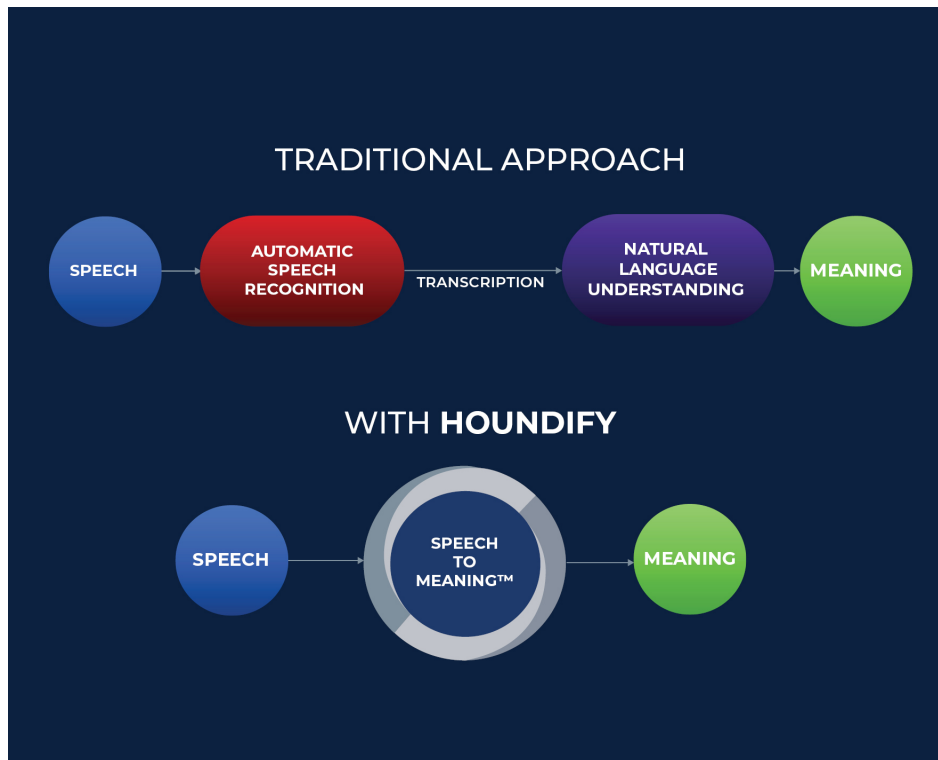 TRADITIONAL APPROACH
SPEECH
AUTOMATIC
SPEECH
RECOGNITION
TRANSCRIPTION
NATURAL
LANGUAGE
UNDERSTANDING
MEANING
WITH HOUNDIFY
SPEECH
SPEECH
TO
MEANING™
MEANING